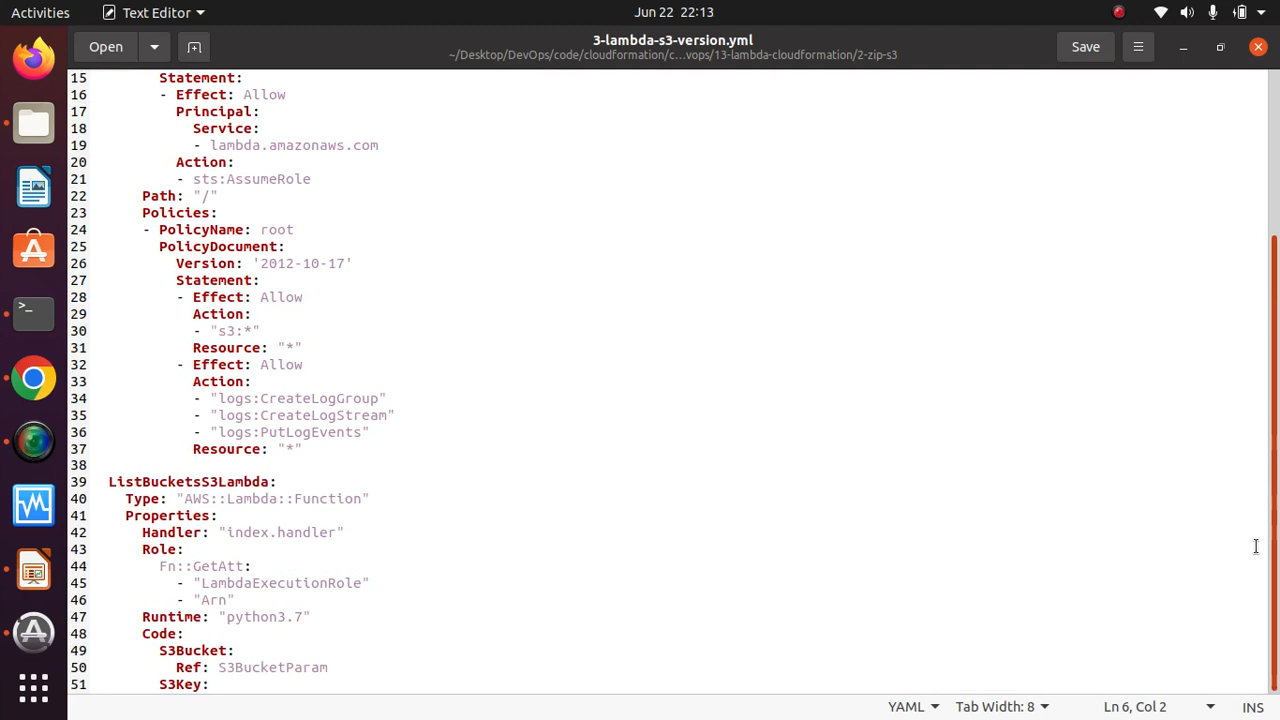 Activities
Text Editor
Jun 22 22:13
Open
3-lambda-s3-version.yml
~/Desktop/DevOps/code/cloudformation/c...vops/13-lambda-cloudformation/2-zip-s3
Save
15 Statement:
16 - Effect: Allow
17 Principal:
18 Service:
19 - lambda.amazonaws.com
20 Action:
21 - sts:AssumeRole
22 Path: "/"
23 Policies:
24 - PolicyName: root
25 PolicyDocument:
26 Version: '2012-10-17'
27 Statement:
28 - Effect: Allow
29 Action:
30 - "s3:*"
31 Resource: "*"
32 - Effect: Allow
33 Action:
34 - "logs:CreateLogGroup"
35 - "logs:CreateLogStream"
36 - "logs:PutLogEvents"
37 Resource: "*"
38
39 ListBucketsS3Lambda:
40 Type: "AWS::Lambda::Function"
41 Properties:
42 Handler: "index.handler"
43 Role:
44 Fn::GetAtt:
45 - "LambdaExecutionRole"
46 - "Arn"
47 Runtime: "python3.7"
48 Code:
49 S3Bucket:
50 Ref: S3BucketParam
51 S3Key:
YAML
Tab Width: 8
Ln 6, Col 2
INS